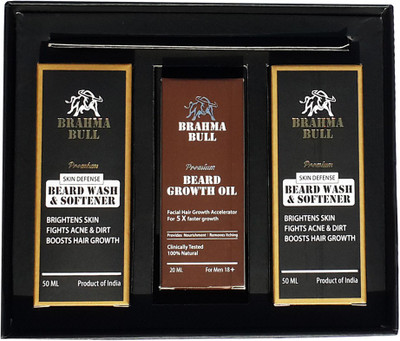 BRAHMA
BULL
Premium
SKIN DEFENSE
BEARD WASH
& SOFTENER
BRIGHTENS SKIN
FIGHTS ACNE & DIRT
BOOSTS HAIR GROWTH
50 ML Product of India
BRAHMA
BULL
Premium
BEARD
GROWTH OIL
Facial Hair Growth Accelerator
For 5 X faster growth
Provides Nourishment - Removes Itching
Clinically Tested
100% Natural
20 ML For Men 18+
BRAHMA
BULL
Premium
SKIN DEFENSE
BEARD WASH
& SOFTENER
BRIGHTENS SKIN
FIGHTS ACNE & DIRT
BOOSTS HAIR GROWTH
50 ML Product of India